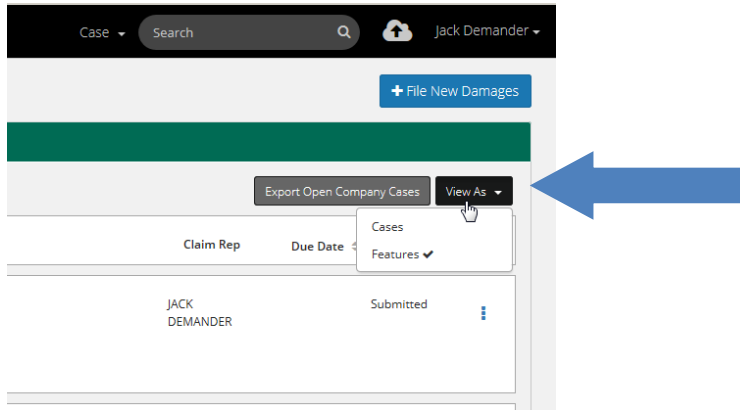 Case
Search
Jack Demander
+ File New Damages
Export Open Company Cases
View As
Cases
Features
Claim Rep
Due Date
JACK
DEMANDER
Submitted